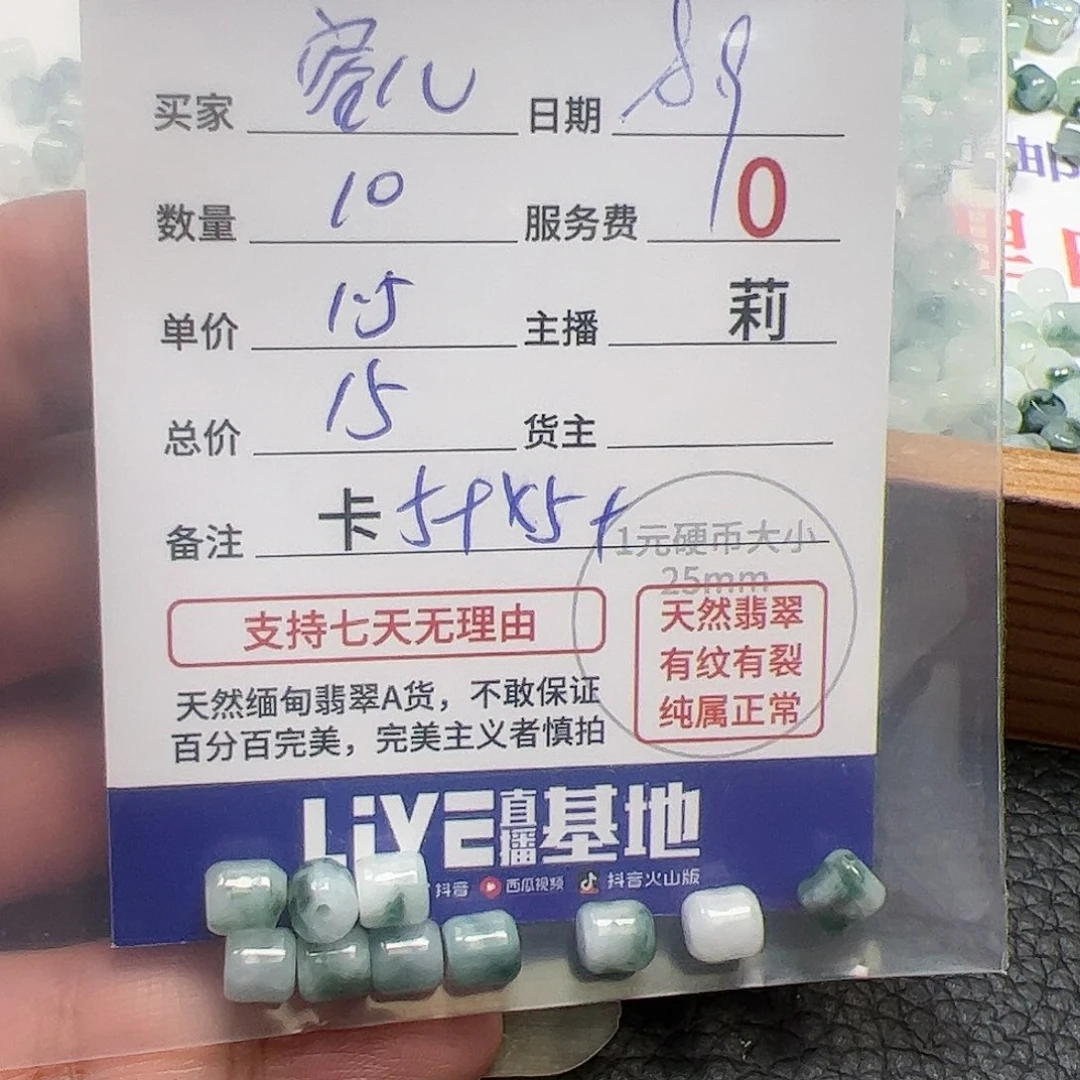 买家 日期
数量 10 服务费 0
单价 1.5 主播 莉
总价 15 货主
备注 卡 5+x5+
1元硬币大小
25mm
支持七天无理由
天然翡翠
有纹有裂
纯属正常
天然缅甸翡翠A货，不敢保证
百分百完美，完美主义者慎拍
LiVE直播基地
抖音 西瓜视频 抖音火山版